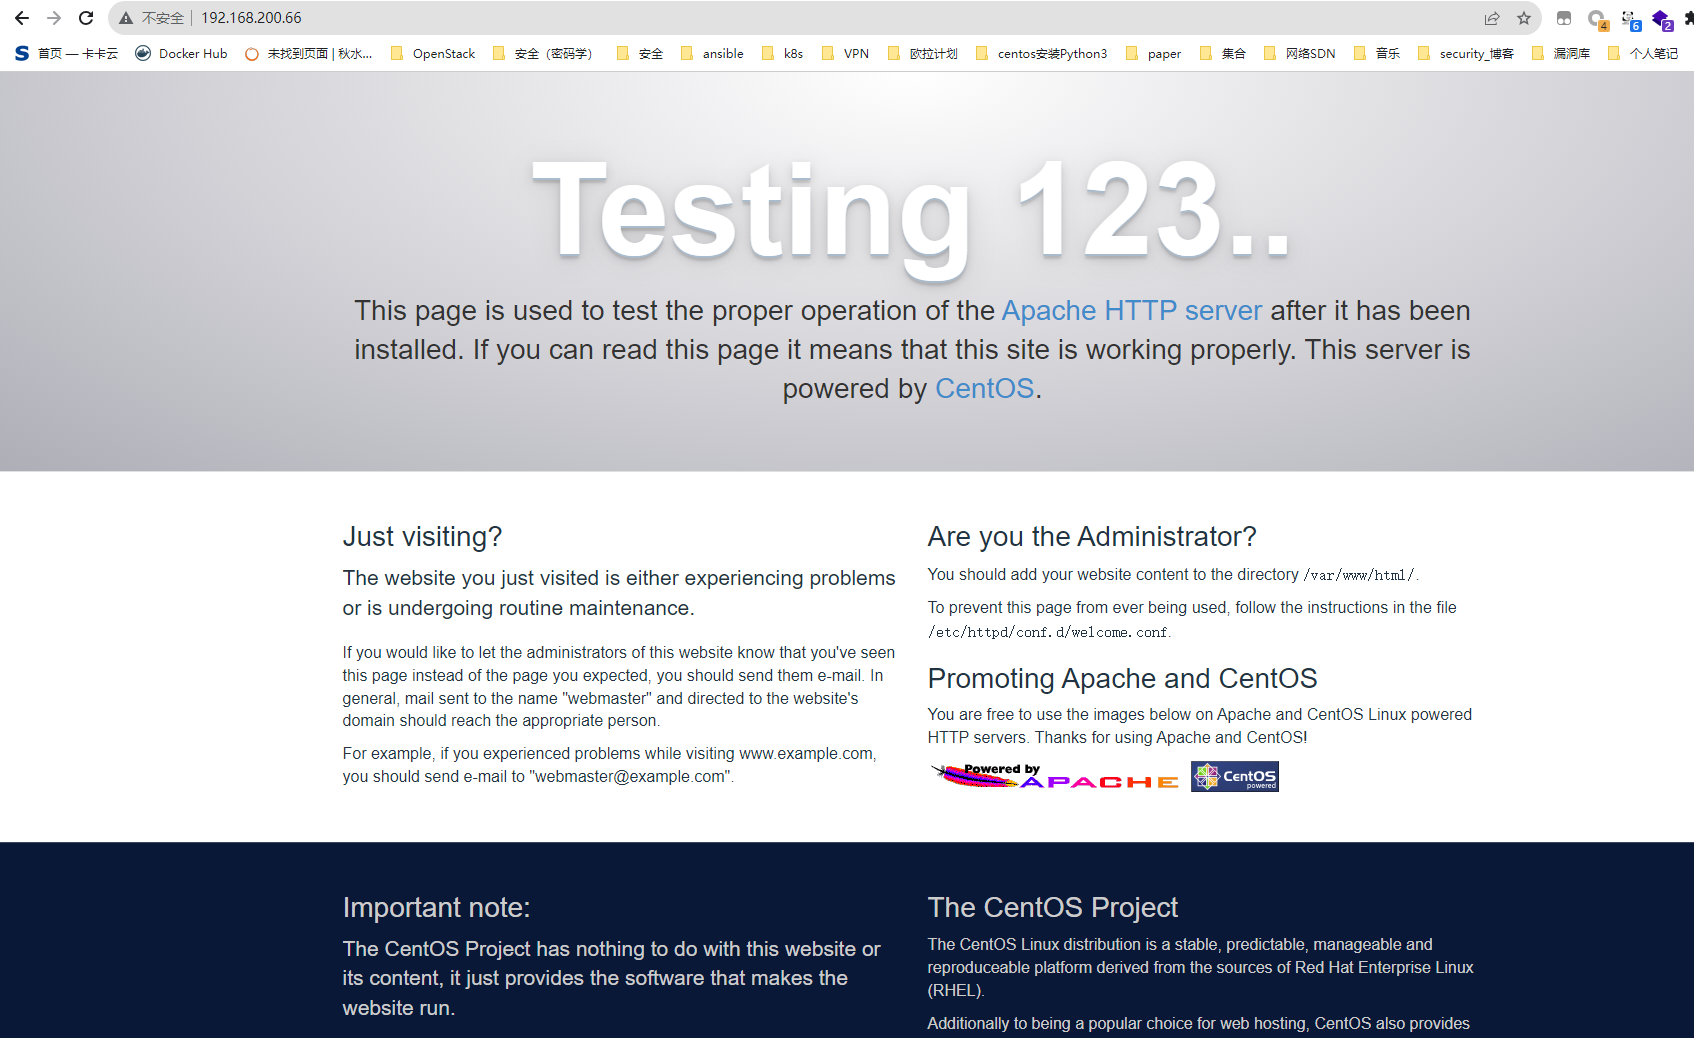 不安全 192.168.200.66
4 6 2
首页 — 卡卡云 Docker Hub 未找到页面 | 秋水... OpenStack 安全（密码学） 安全 ansible k8s VPN 欧拉计划 centos安装Python3 paper 集合 网络SDN 音乐 security_博客 漏洞库 个人笔记
Testing 123..
This page is used to test the proper operation of the Apache HTTP server after it has been
installed. If you can read this page it means that this site is working properly. This server is
powered by CentOS.
Just visiting?
The website you just visited is either experiencing problems
or is undergoing routine maintenance.
If you would like to let the administrators of this website know that you've seen
this page instead of the page you expected, you should send them e-mail. In
general, mail sent to the name "webmaster" and directed to the website's
domain should reach the appropriate person.
For example, if you experienced problems while visiting www.example.com,
you should send e-mail to "webmaster@example.com".
Are you the Administrator?
You should add your website content to the directory /var/www/html/.
To prevent this page from ever being used, follow the instructions in the file
/etc/httpd/conf.d/welcome.conf.
Promoting Apache and CentOS
You are free to use the images below on Apache and CentOS Linux powered
HTTP servers. Thanks for using Apache and CentOS!
Powered by
APACHE
CentOS
powered
Important note:
The CentOS Project has nothing to do with this website or
its content, it just provides the software that makes the
website run.
The CentOS Project
The CentOS Linux distribution is a stable, predictable, manageable and
reproduceable platform derived from the sources of Red Hat Enterprise Linux
(RHEL).
Additionally to being a popular choice for web hosting, CentOS also provides